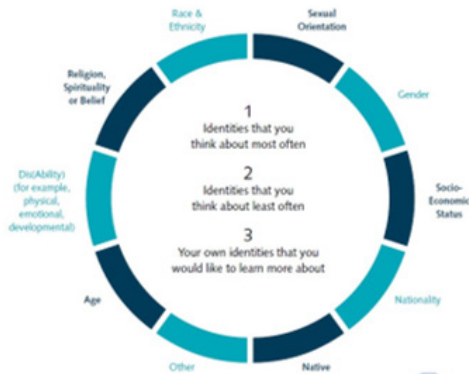 Race &
Ethnicity
Sexual
Orientation
Religion,
Spirituality
or Belief
Gender
1
Identities that you
think about most often
Dis(Ability)
(for example,
physical,
emotional,
developmental)
2
Identities that you
think about least often
Socio-
Economic
Status
3
Your own identities that you
would like to learn more about
Age
Nationality
Other
Native